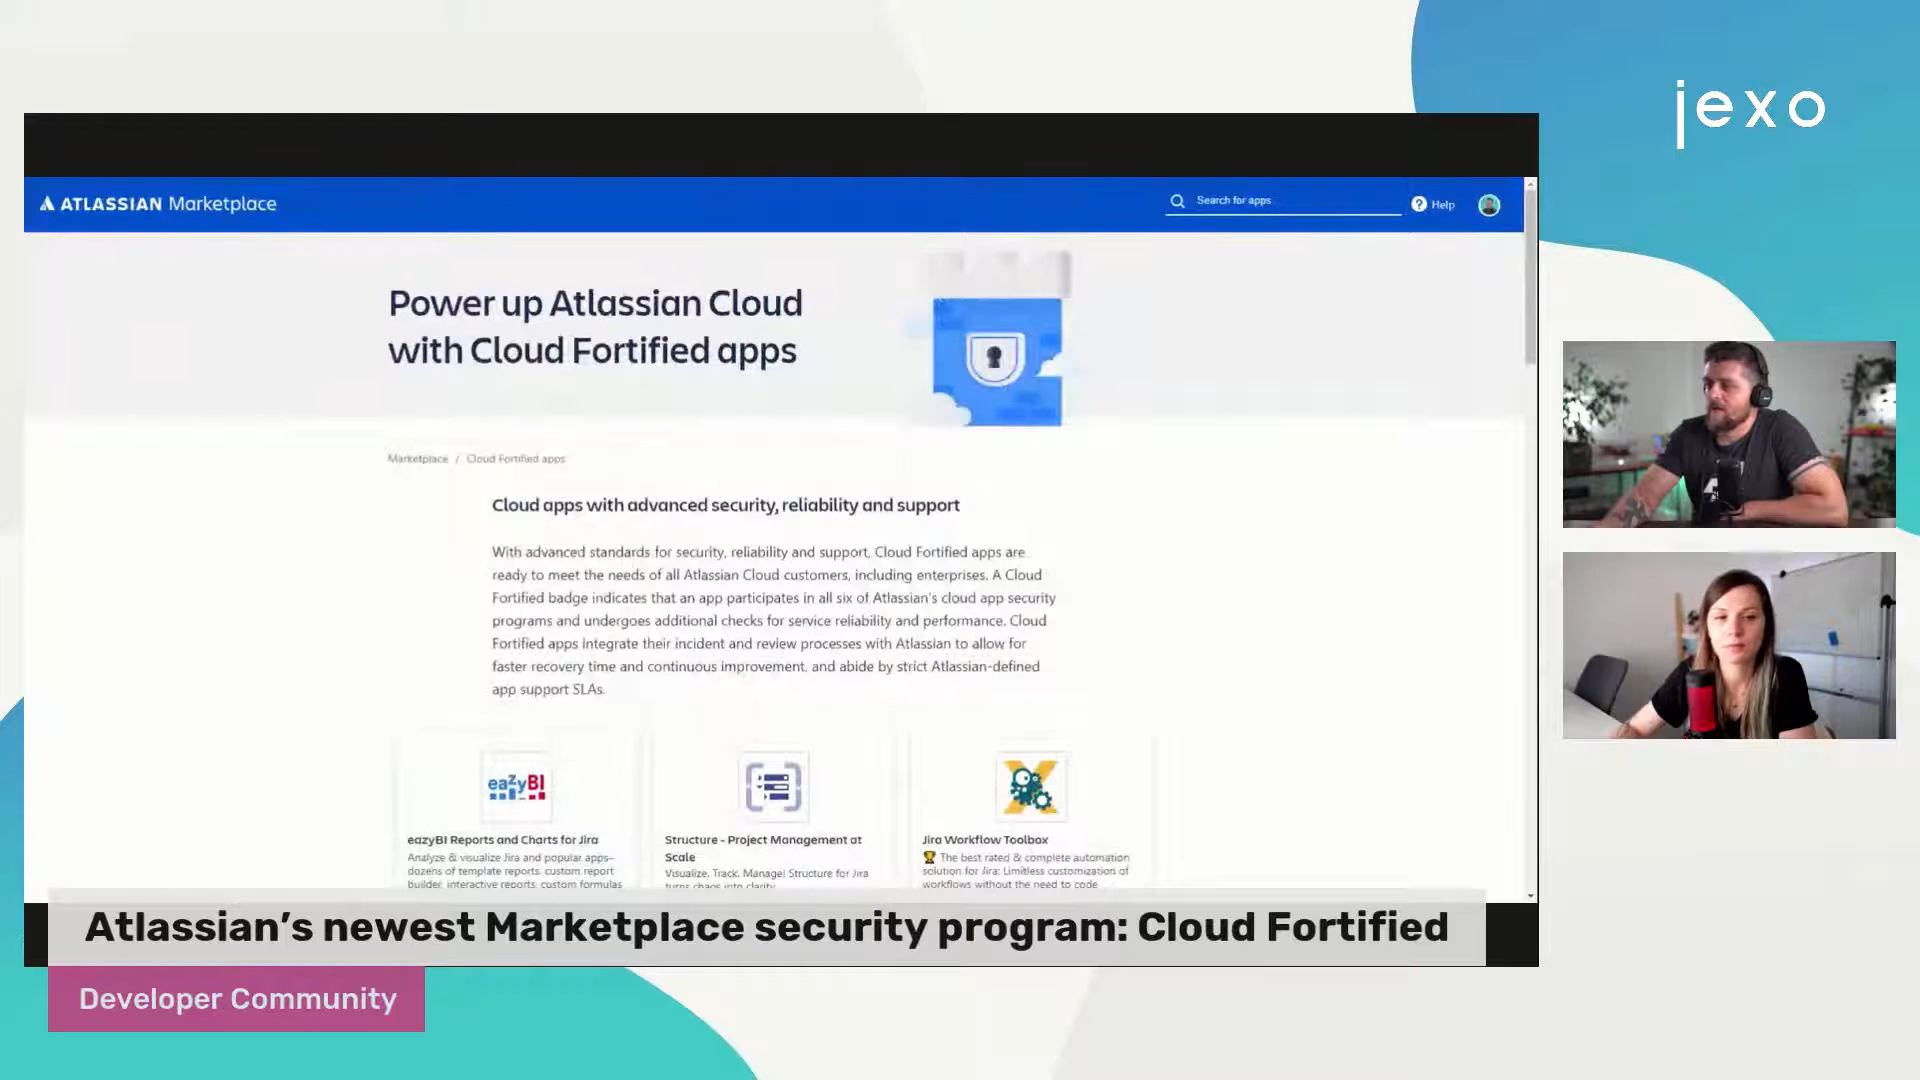 jexo
ATLASSIAN Marketplace
Search for apps
? Help
Power up Atlassian Cloud
with Cloud Fortified apps
Marketplace / Cloud Fortified apps
Cloud apps with advanced security, reliability and support
With advanced standards for security, reliability and support, Cloud Fortified apps are
ready to meet the needs of all Atlassian Cloud customers, including enterprises. A Cloud
Fortified badge indicates that an app participates in all six of Atlassian's cloud app security
programs and undergoes additional checks for service reliability and performance. Cloud
Fortified apps integrate their incident and review processes with Atlassian to allow for
faster recovery time and continuous improvement, and abide by strict Atlassian-defined
app support SLAs.
eazyBI
eazyBI Reports and Charts for Jira
Analyze & visualize Jira and popular apps–
dozens of template reports, custom report
builder, interactive reports, custom formulas
Structure - Project Management at
Scale
Visualize. Track. Manage! Structure for Jira
turns chaos into clarity
Jira Workflow Toolbox
🏆 The best rated & complete automation
solution for Jira: Limitless customization of
workflows without the need to code
Atlassian’s newest Marketplace security program: Cloud Fortified
Developer Community